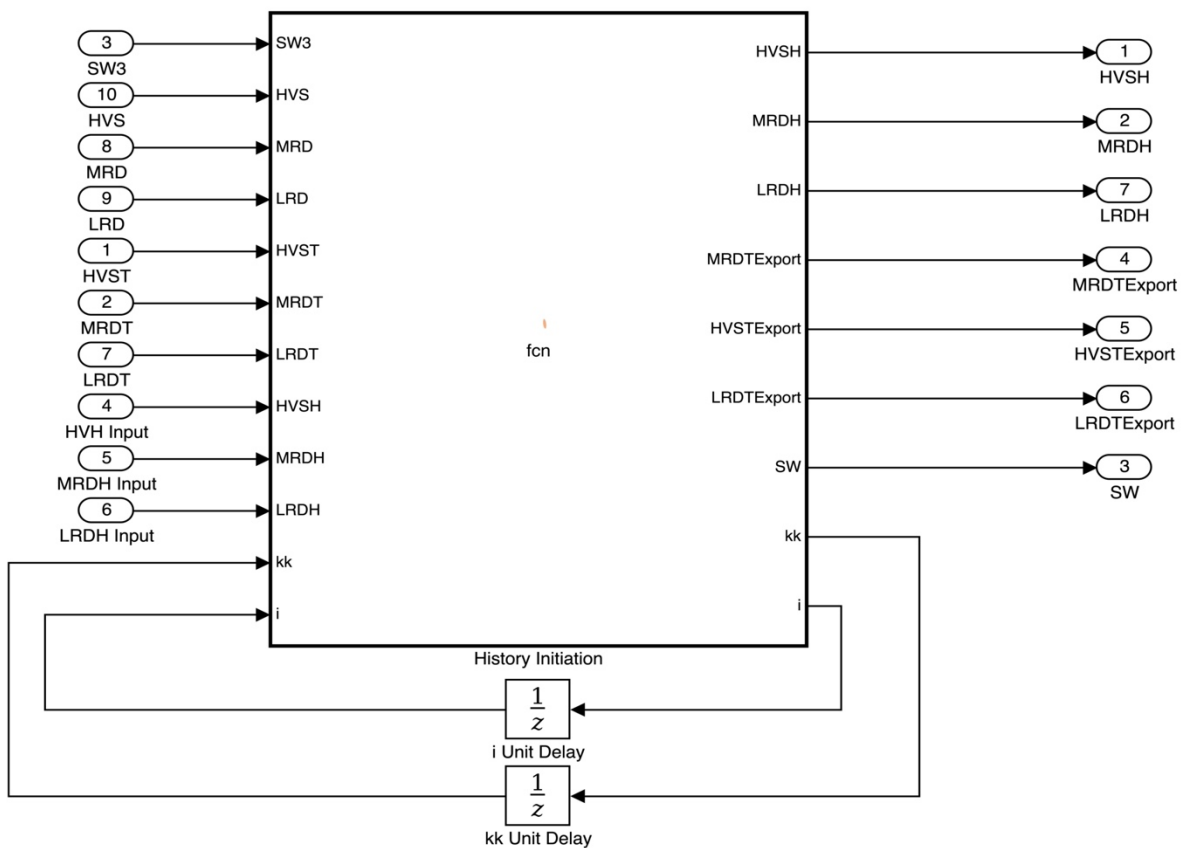 3
SW3
10
HVS
8
MRD
9
LRD
1
HVST
2
MRDT
7
LRDT
4
HVH Input
5
MRDH Input
6
LRDH Input
SW3
HVS
MRD
LRD
HVST
MRDT
LRDT
HVSH
MRDH
LRDH
kk
i
fcn
HVSH
MRDH
LRDH
MRDTExport
HVSTExport
LRDTExport
SW
kk
i
1
HVSH
2
MRDH
7
LRDH
4
MRDTExport
5
HVSTExport
6
LRDTExport
3
SW
History Initiation
1
z
i Unit Delay
1
z
kk Unit Delay